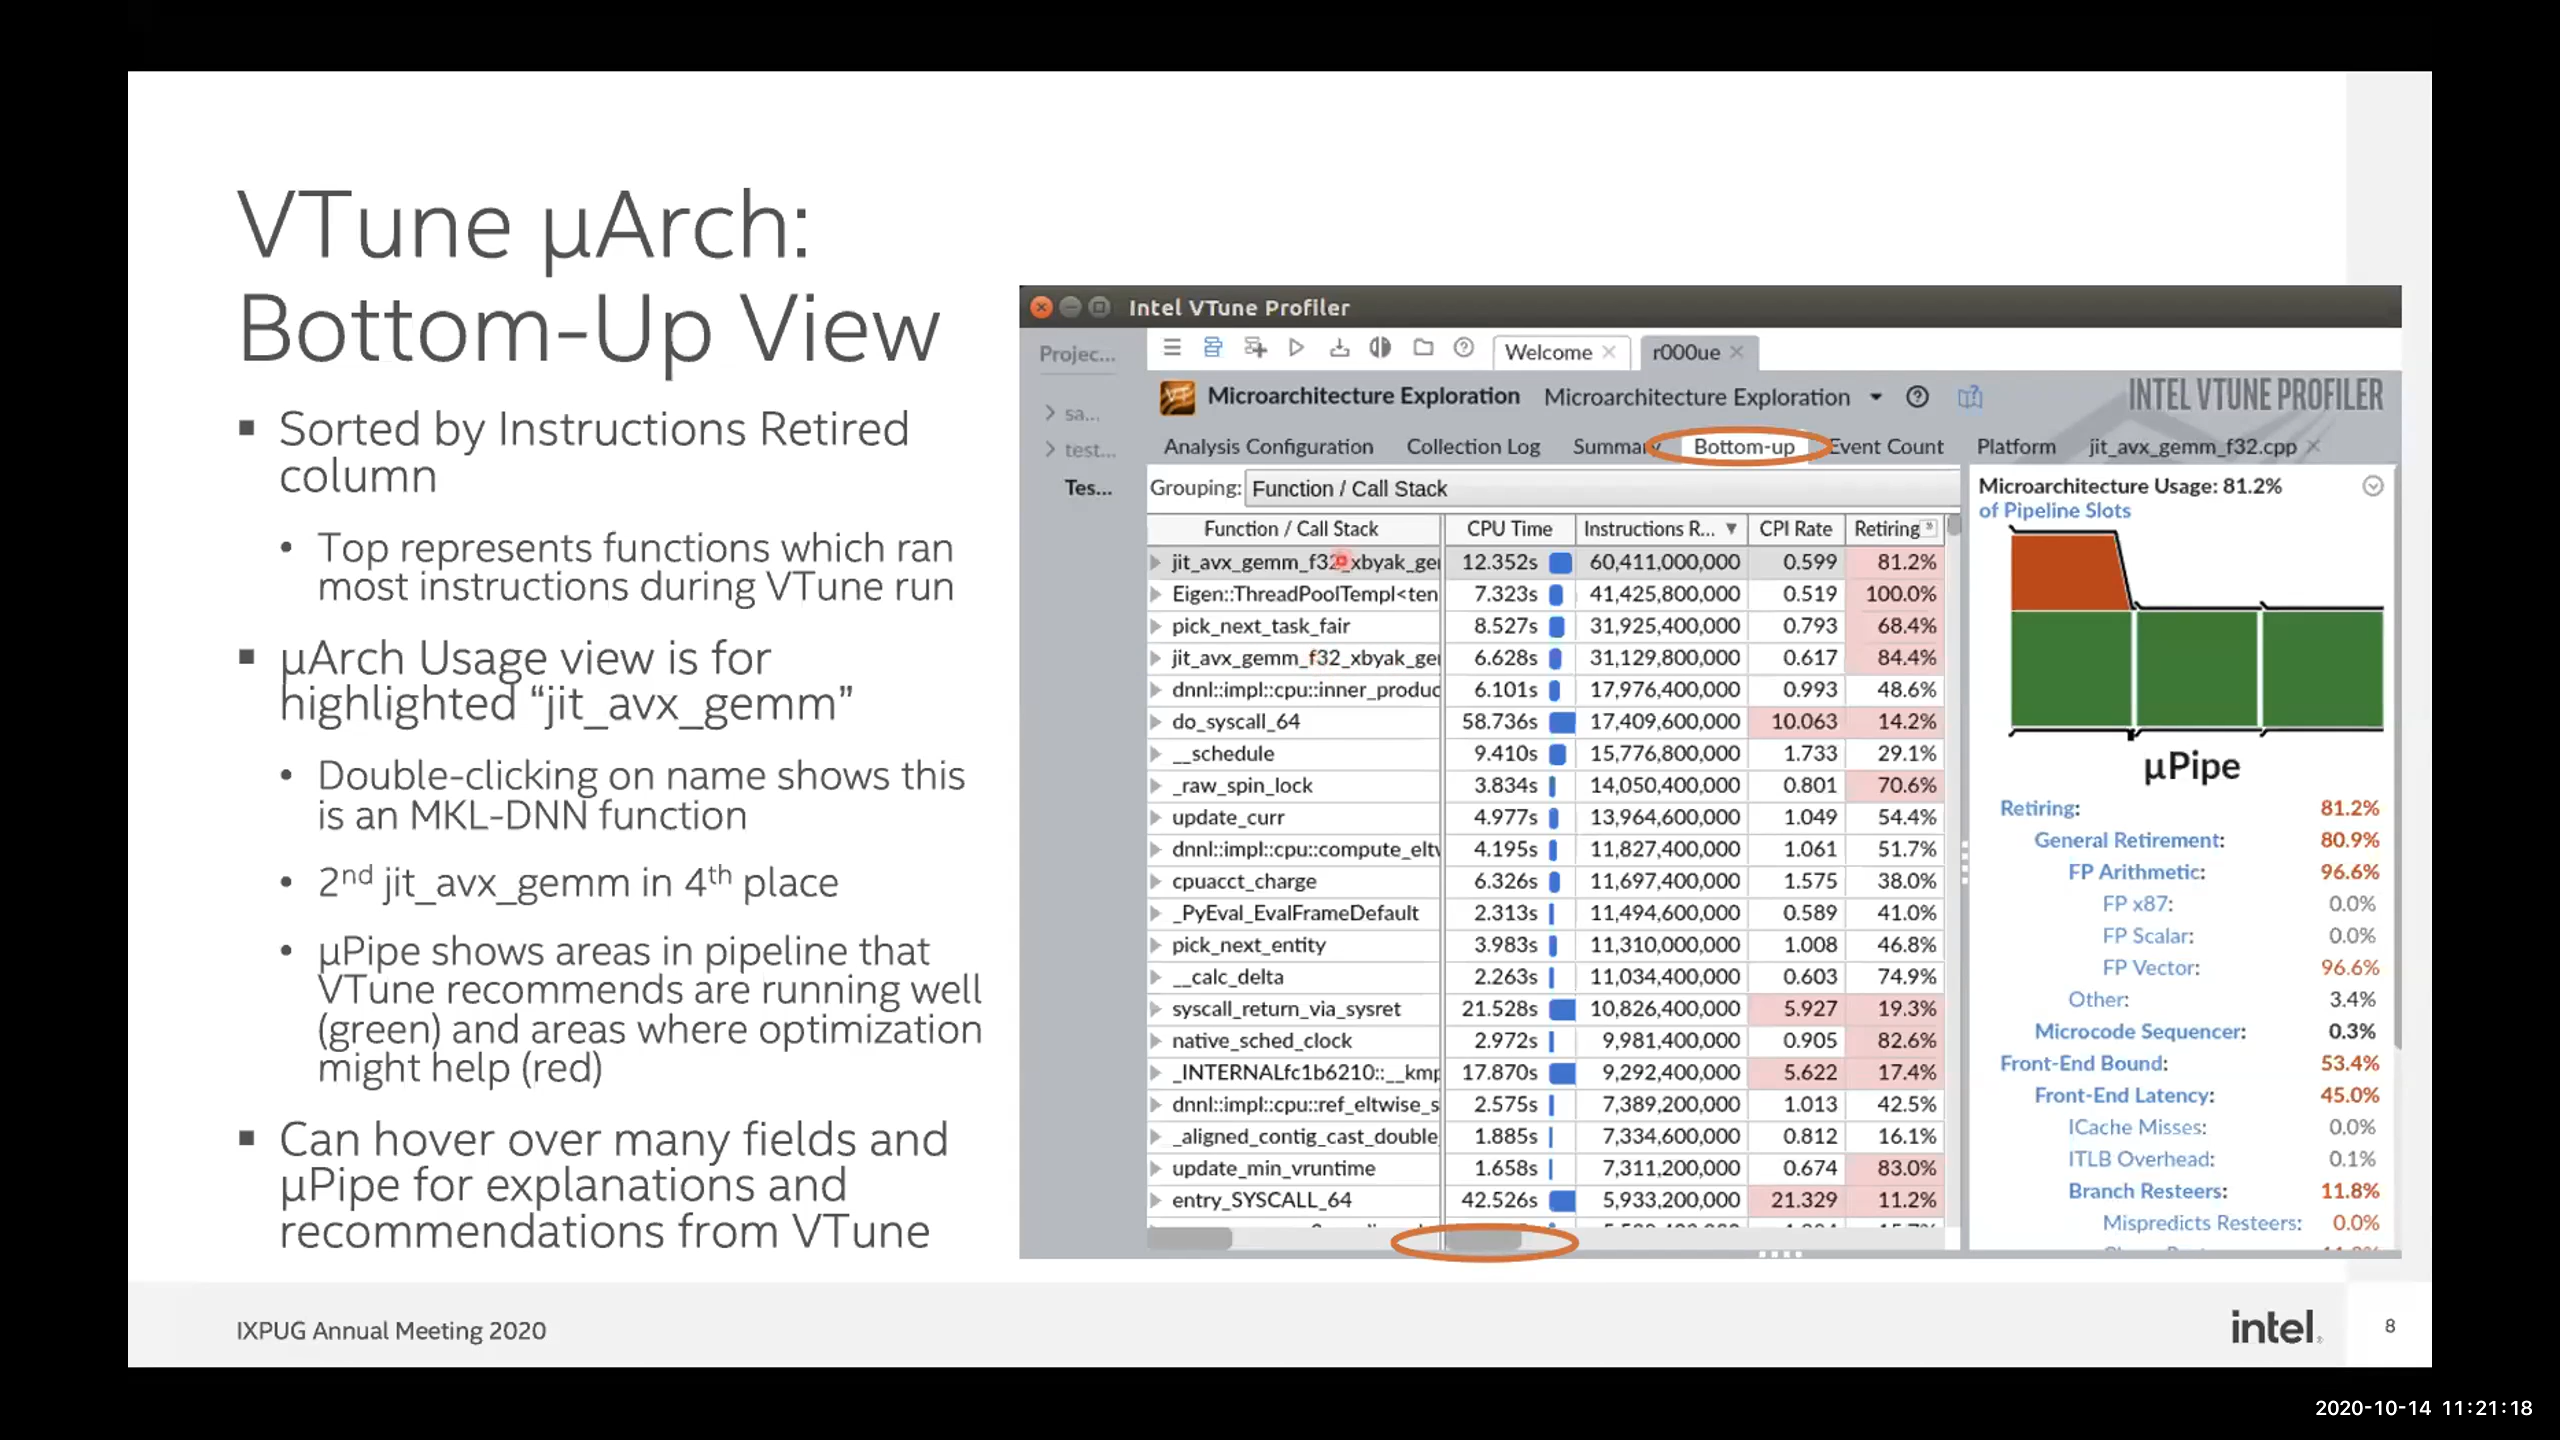 VTune µArch:
Bottom-Up View
▪ Sorted by Instructions Retired
column
• Top represents functions which ran
most instructions during VTune run
▪ µArch Usage view is for
highlighted “jit_avx_gemm”
• Double-clicking on name shows this
is an MKL-DNN function
• 2nd jit_avx_gemm in 4th place
• µPipe shows areas in pipeline that
VTune recommends are running well
(green) and areas where optimization
might help (red)
▪ Can hover over many fields and
µPipe for explanations and
recommendations from VTune
Intel VTune Profiler
Projec...
sa...
test...
Tes...
Welcome r000ue
Microarchitecture Exploration Microarchitecture Exploration
INTEL VTUNE PROFILER
Analysis Configuration Collection Log Summary Bottom-up Event Count Platform jit_avx_gemm_f32.cpp
Grouping: Function / Call Stack
Function / Call Stack CPU Time Instructions R... CPI Rate Retiring
jit_avx_gemm_f32_xbyak_ge 12.352s 60,411,000,000 0.599 81.2%
Eigen::ThreadPoolTempl<ten 7.323s 41,425,800,000 0.519 100.0%
pick_next_task_fair 8.527s 31,925,400,000 0.793 68.4%
jit_avx_gemm_f32_xbyak_ge 6.628s 31,129,800,000 0.617 84.4%
dnnl::impl::cpu::inner_produc 6.101s 17,976,400,000 0.993 48.6%
do_syscall_64 58.736s 17,409,600,000 10.063 14.2%
__schedule 9.410s 15,776,800,000 1.733 29.1%
_raw_spin_lock 3.834s 14,050,400,000 0.801 70.6%
update_curr 4.977s 13,964,600,000 1.049 54.4%
dnnl::impl::cpu::compute_elt 4.195s 11,827,400,000 1.061 51.7%
cpuacct_charge 6.326s 11,697,400,000 1.575 38.0%
_PyEval_EvalFrameDefault 2.313s 11,494,600,000 0.589 41.0%
pick_next_entity 3.983s 11,310,000,000 1.008 46.8%
__calc_delta 2.263s 11,034,400,000 0.603 74.9%
syscall_return_via_sysret 21.528s 10,826,400,000 5.927 19.3%
native_sched_clock 2.972s 9,981,400,000 0.905 82.6%
_INTERNALfc1b6210::__kmp 17.870s 9,292,400,000 5.622 17.4%
dnnl::impl::cpu::ref_eltwise_s 2.575s 7,389,200,000 1.013 42.5%
_aligned_contig_cast_double_ 1.885s 7,334,600,000 0.812 16.1%
update_min_vruntime 1.658s 7,311,200,000 0.674 83.0%
entry_SYSCALL_64 42.526s 5,933,200,000 21.329 11.2%
Microarchitecture Usage: 81.2%
of Pipeline Slots
µPipe
Retiring: 81.2%
General Retirement: 80.9%
FP Arithmetic: 96.6%
FP x87: 0.0%
FP Scalar: 0.0%
FP Vector: 96.6%
Other: 3.4%
Microcode Sequencer: 0.3%
Front-End Bound: 53.4%
Front-End Latency: 45.0%
ICache Misses: 0.0%
ITLB Overhead: 0.1%
Branch Resteers: 11.8%
Mispredicts Resteers: 0.0%
IXPUG Annual Meeting 2020
intel.
8
2020-10-14 11:21:18